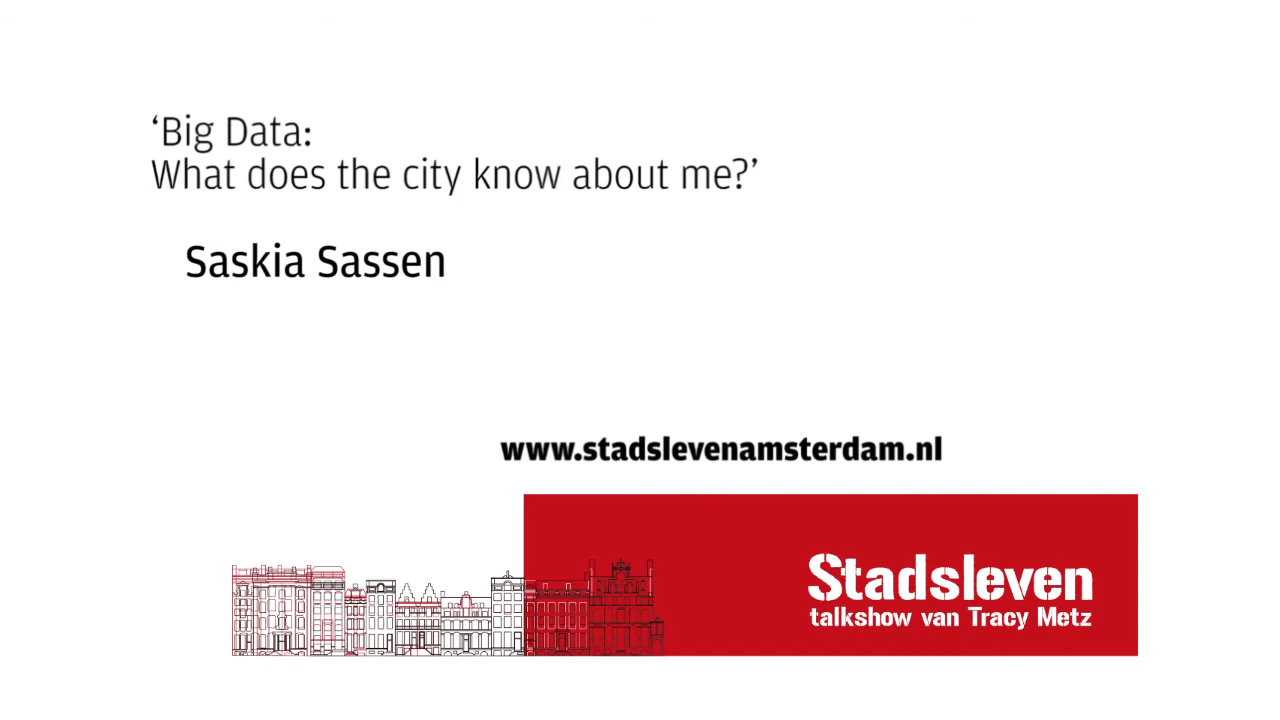 ‘Big Data:
What does the city know about me?’
Saskia Sassen
www.stadslevenamsterdam.nl
Stadsleven
talkshow van Tracy Metz